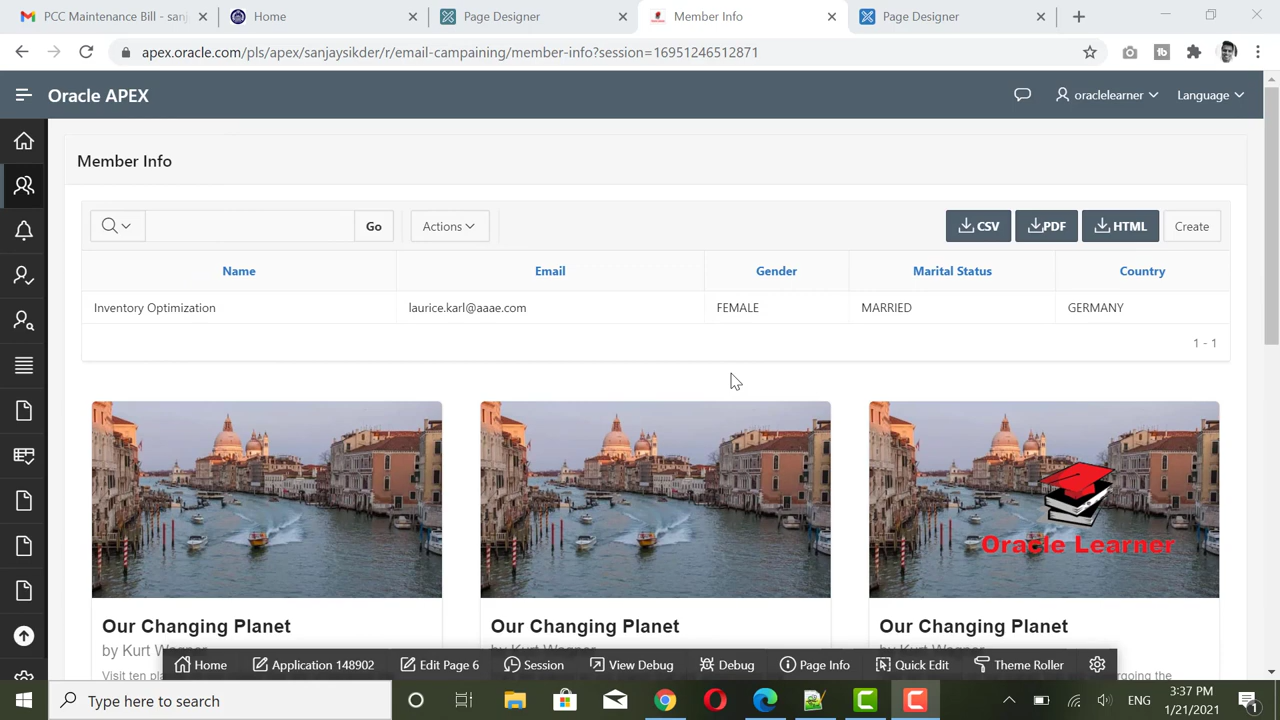 PCC Maintenance Bill - sanj
Home
Page Designer
Member Info
Page Designer
apex.oracle.com/pls/apex/sanjaysikder/r/email-campaining/member-info?session=16951246512871
Oracle APEX
oraclelearner
Language
Member Info
Go
Actions
CSV
PDF
HTML
Create
Name Email Gender Marital Status Country
Inventory Optimization laurice.karl@aaae.com FEMALE MARRIED GERMANY
1 - 1
Oracle Learner
Our Changing Planet
Our Changing Planet
Our Changing Planet
by Kurt Wagner
by Kurt Wagner
by Kurt Wagner
Visit ten pla
Home
Application 148902
Edit Page 6
Session
View Debug
Debug
Page Info
Quick Edit
Theme Roller
Type here to search
ENG
3:37 PM
1/21/2021
1